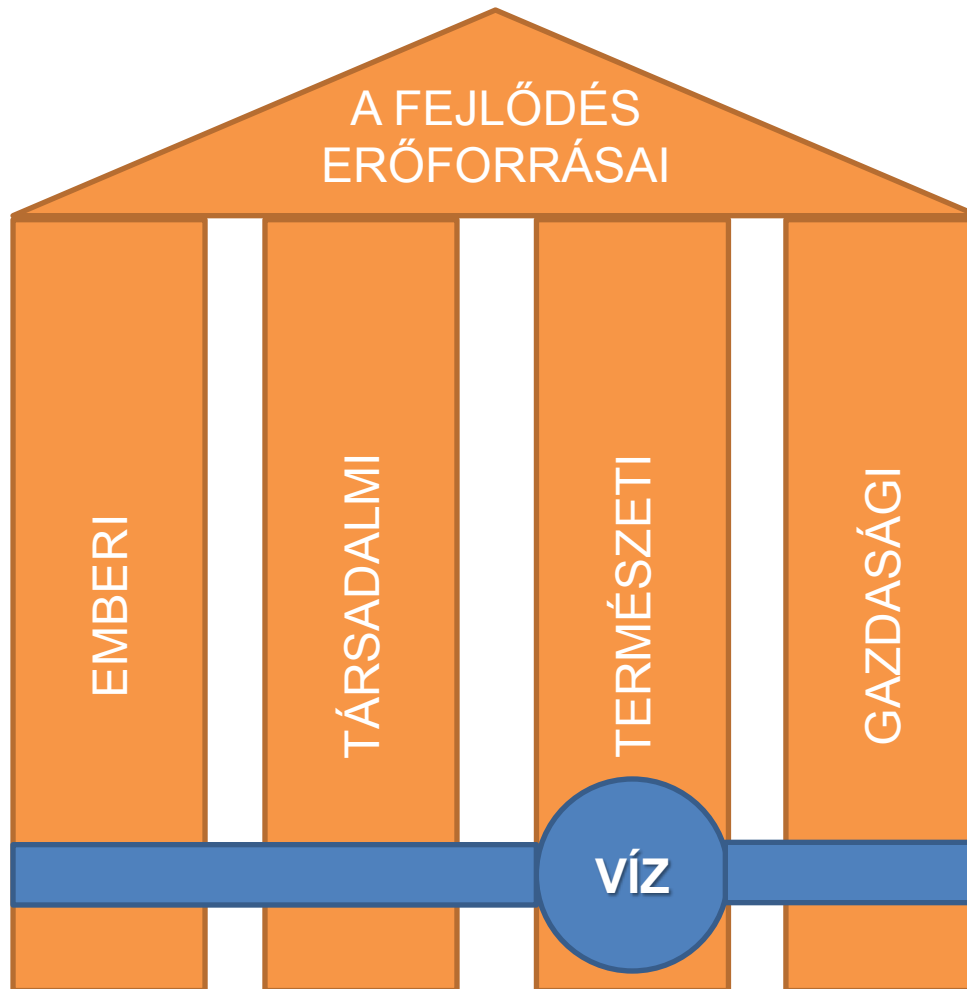 A FEJLŐDÉS
ERŐFORRÁSAI
EMBERI
TÁRSADALMI
TERMÉSZETI
GAZDASÁGI
VÍZ